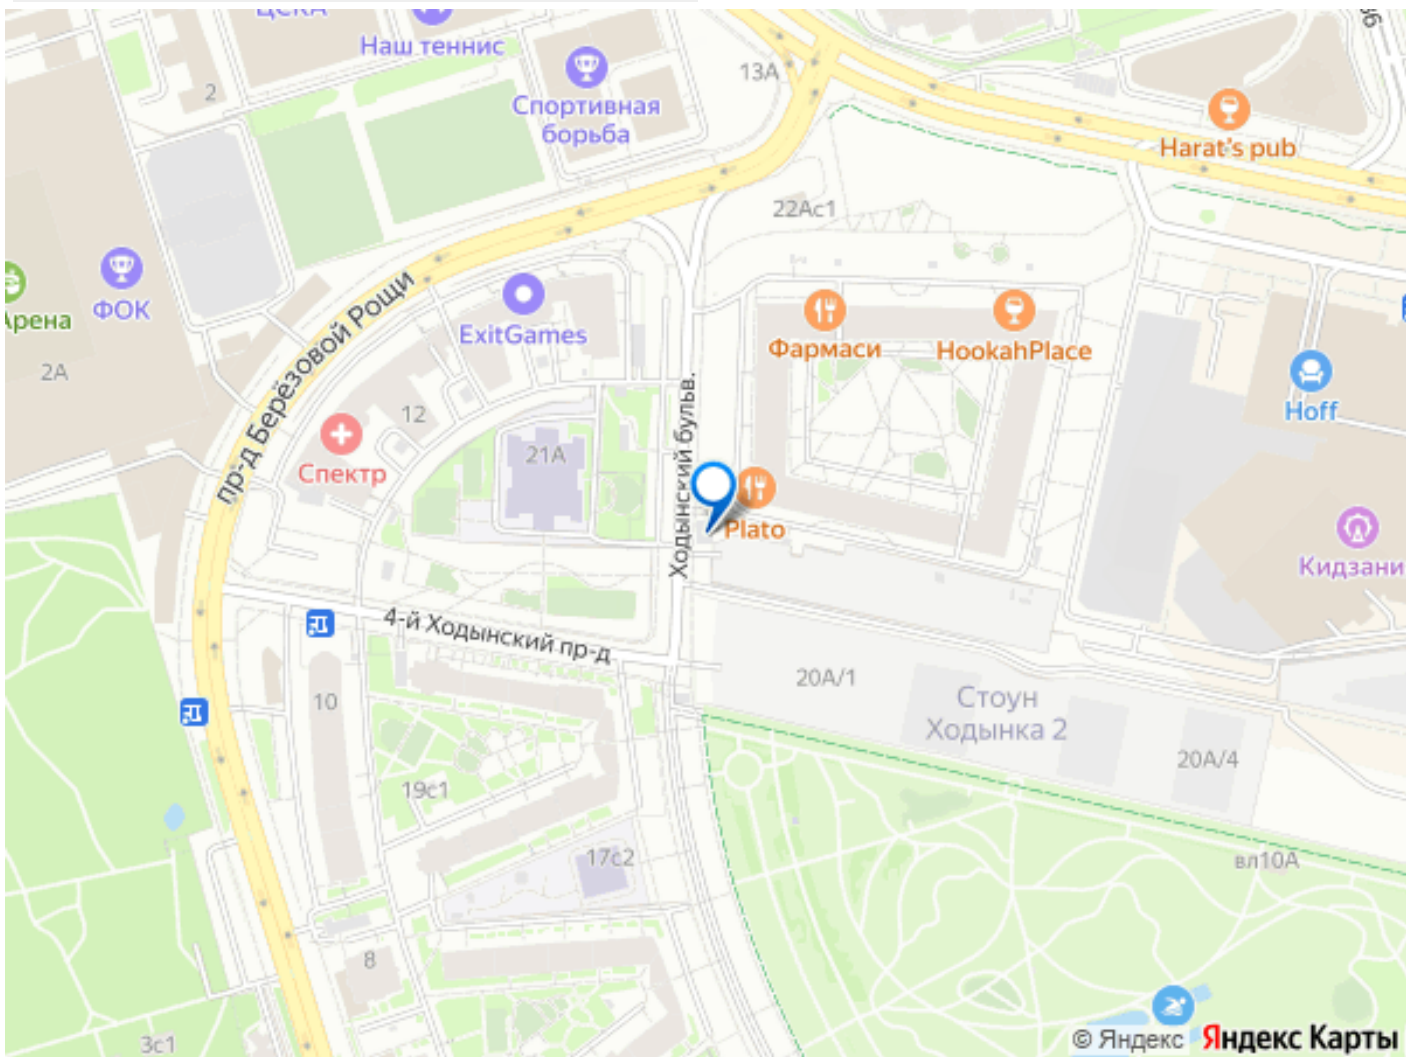 ЦСКА
Наш теннис
2
Спортивная
борьба
13А
Harat's pub
22Ас1
Арена
ФОК
2А
пр-д Берёзовой Рощи
ExitGames
Фармаси
HookahPlace
Hoff
12
Спектр
21А
Ходынский бульв.
Plato
Кидзани
4-й Ходынский пр-д
20А/1
Стоун
Ходынка 2
20А/4
10
19с1
17с2
вл10А
8
3с1
© Яндекс Яндекс Карты